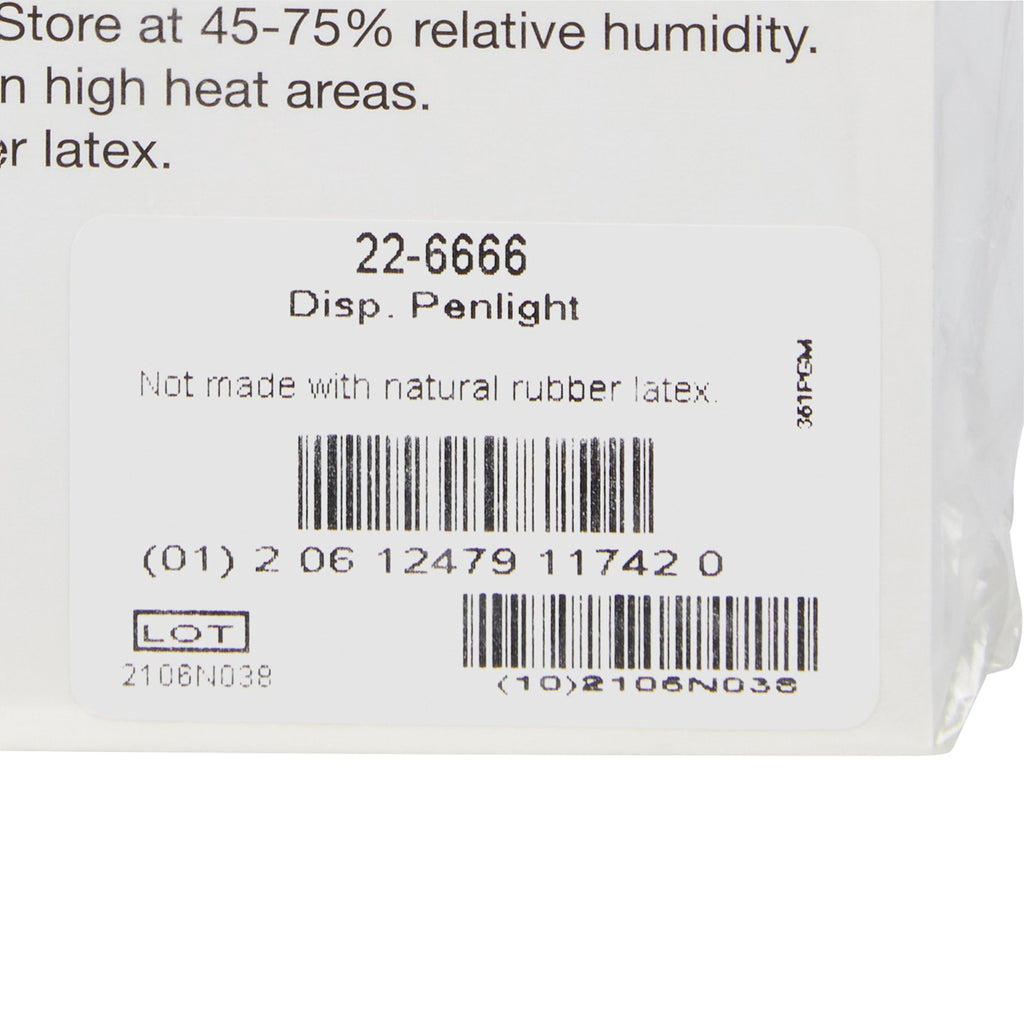 Store at 45-75% relative humidity.
n high heat areas.
er latex.
22-6666
Disp. Penlight
361PGM
Not made with natural rubber latex.
(01) 2 06 12479 11742 0
LOT
2106N038
(10)2106N038